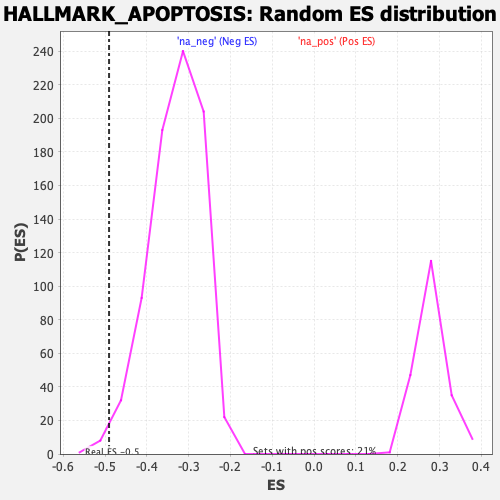 HALLMARK_APOPTOSIS: Random ES distribution
'na_neg' (Neg ES)
'na_pos' (Pos ES)
P(ES)
240
220
200
180
160
140
120
100
80
60
40
20
0
Real ES -0.5
Sets with pos scores: 21%
-0.6 -0.5 -0.4 -0.3 -0.2 -0.1 0.0 0.1 0.2 0.3 0.4
ES